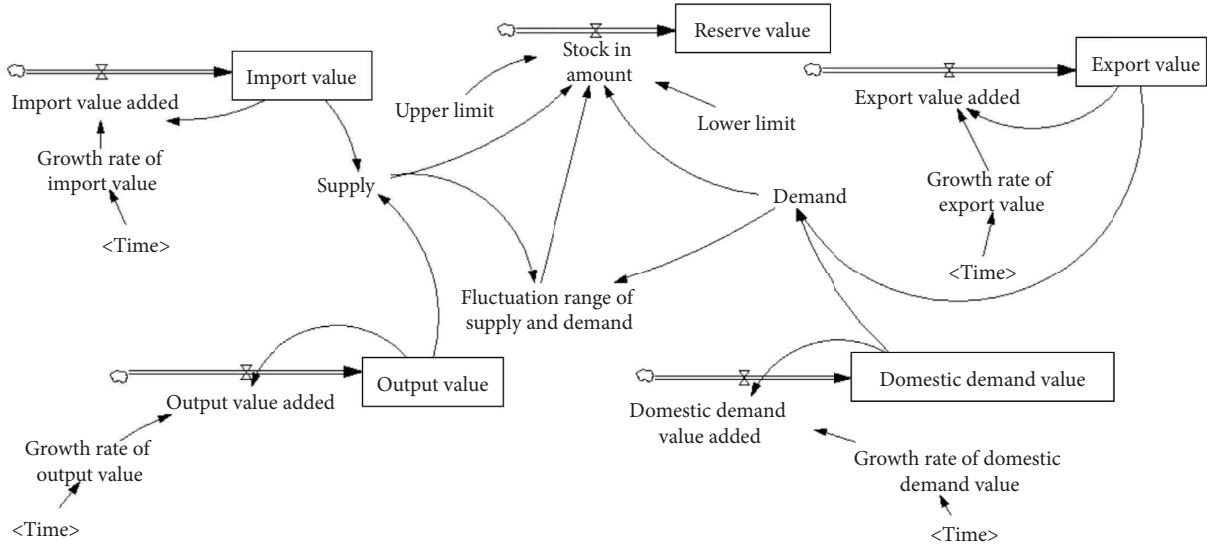 Reserve value
Stock in
amount
Import value
Export value
Import value added
Upper limit
Lower limit
Export value added
Growth rate of
import value
Supply
Demand
Growth rate of
export value
<Time>
<Time>
Fluctuation range of
supply and demand
Output value
Domestic demand value
Output value added
Domestic demand
value added
Growth rate of
output value
Growth rate of domestic
demand value
<Time>
<Time>